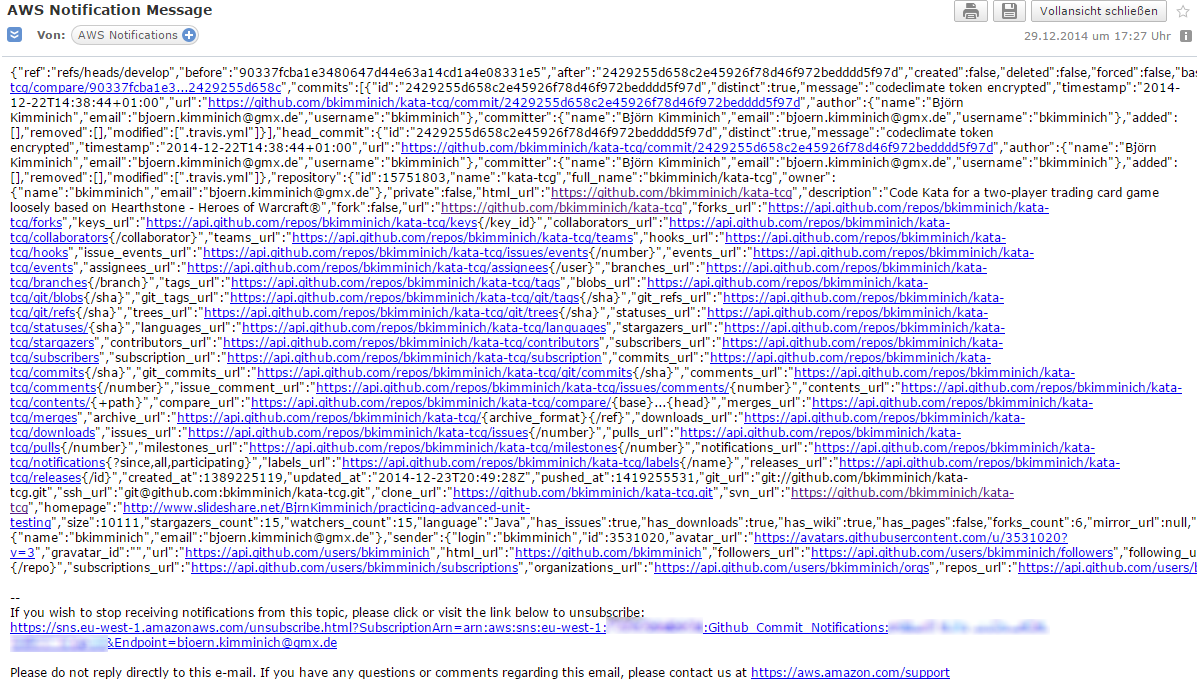 AWS Notification Message
Vollansicht schließen
Von: AWS Notifications
29.12.2014 um 17:27 Uhr
{"ref":"refs/heads/develop","before":"90337fcba1e3480647d44e63a14cd1a4e08331e5","after":"2429255d658c2e45926f78d46f972bedddd5f97d","created":false,"deleted":false,"forced":false,"bas
tcg/compare/90337fcba1e3...2429255d658c","commits":[{"id":"2429255d658c2e45926f78d46f972bedddd5f97d","distinct":true,"message":"codeclimate token encrypted","timestamp":"2014-
12-22T14:38:44+01:00","url":"https://github.com/bkimminich/kata-tcg/commit/2429255d658c2e45926f78d46f972bedddd5f97d","author":{"name":"Björn
Kimminich","email":"bjoern.kimminich@gmx.de","username":"bkimminich"},"committer":{"name":"Björn Kimminich","email":"bjoern.kimminich@gmx.de","username":"bkimminich"},"added":
[],"removed":[],"modified":[".travis.yml"]}],"head_commit":{"id":"2429255d658c2e45926f78d46f972bedddd5f97d","distinct":true,"message":"codeclimate token
encrypted","timestamp":"2014-12-22T14:38:44+01:00","url":"https://github.com/bkimminich/kata-tcg/commit/2429255d658c2e45926f78d46f972bedddd5f97d","author":{"name":"Björn
Kimminich","email":"bjoern.kimminich@gmx.de","username":"bkimminich"},"committer":{"name":"Björn Kimminich","email":"bjoern.kimminich@gmx.de","username":"bkimminich"},"added":
[],"removed":[],"modified":[".travis.yml"]},"repository":{"id":15751803,"name":"kata-tcg","full_name":"bkimminich/kata-tcg","owner":
{"name":"bkimminich","email":"bjoern.kimminich@gmx.de"},"private":false,"html_url":"https://github.com/bkimminich/kata-tcg","description":"Code Kata for a two-player trading card game
loosely based on Hearthstone - Heroes of Warcraft®","fork":false,"url":"https://github.com/bkimminich/kata-tcg","forks_url":"https://api.github.com/repos/bkimminich/kata-
tcg/forks","keys_url":"https://api.github.com/repos/bkimminich/kata-tcg/keys{/key_id}","collaborators_url":"https://api.github.com/repos/bkimminich/kata-
tcg/collaborators{/collaborator}","teams_url":"https://api.github.com/repos/bkimminich/kata-tcg/teams","hooks_url":"https://api.github.com/repos/bkimminich/kata-
tcg/hooks","issue_events_url":"https://api.github.com/repos/bkimminich/kata-tcg/issues/events{/number}","events_url":"https://api.github.com/repos/bkimminich/kata-
tcg/events","assignees_url":"https://api.github.com/repos/bkimminich/kata-tcg/assignees{/user}","branches_url":"https://api.github.com/repos/bkimminich/kata-
tcg/branches{/branch}","tags_url":"https://api.github.com/repos/bkimminich/kata-tcg/tags","blobs_url":"https://api.github.com/repos/bkimminich/kata-
tcg/git/blobs{/sha}","git_tags_url":"https://api.github.com/repos/bkimminich/kata-tcg/git/tags{/sha}","git_refs_url":"https://api.github.com/repos/bkimminich/kata-
tcg/git/refs{/sha}","trees_url":"https://api.github.com/repos/bkimminich/kata-tcg/git/trees{/sha}","statuses_url":"https://api.github.com/repos/bkimminich/kata-
tcg/statuses/{sha}","languages_url":"https://api.github.com/repos/bkimminich/kata-tcg/languages","stargazers_url":"https://api.github.com/repos/bkimminich/kata-
tcg/stargazers","contributors_url":"https://api.github.com/repos/bkimminich/kata-tcg/contributors","subscribers_url":"https://api.github.com/repos/bkimminich/kata-
tcg/subscribers","subscription_url":"https://api.github.com/repos/bkimminich/kata-tcg/subscription","commits_url":"https://api.github.com/repos/bkimminich/kata-
tcg/commits{/sha}","git_commits_url":"https://api.github.com/repos/bkimminich/kata-tcg/git/commits{/sha}","comments_url":"https://api.github.com/repos/bkimminich/kata-
tcg/comments{/number}","issue_comment_url":"https://api.github.com/repos/bkimminich/kata-tcg/issues/comments/{number}","contents_url":"https://api.github.com/repos/bkimminich/kata-
tcg/contents/{+path}","compare_url":"https://api.github.com/repos/bkimminich/kata-tcg/compare/{base}...{head}","merges_url":"https://api.github.com/repos/bkimminich/kata-
tcg/merges","archive_url":"https://api.github.com/repos/bkimminich/kata-tcg/{archive_format}{/ref}","downloads_url":"https://api.github.com/repos/bkimminich/kata-
tcg/downloads","issues_url":"https://api.github.com/repos/bkimminich/kata-tcg/issues{/number}","pulls_url":"https://api.github.com/repos/bkimminich/kata-
tcg/pulls{/number}","milestones_url":"https://api.github.com/repos/bkimminich/kata-tcg/milestones{/number}","notifications_url":"https://api.github.com/repos/bkimminich/kata-
tcg/notifications{?since,all,participating}","labels_url":"https://api.github.com/repos/bkimminich/kata-tcg/labels{/name}","releases_url":"https://api.github.com/repos/bkimminich/kata-
tcg/releases{/id}","created_at":1389225119,"updated_at":"2014-12-23T20:49:28Z","pushed_at":1419255531,"git_url":"git://github.com/bkimminich/kata-
tcg.git","ssh_url":"git@github.com:bkimminich/kata-tcg.git","clone_url":"https://github.com/bkimminich/kata-tcg.git","svn_url":"https://github.com/bkimminich/kata-
tcg","homepage":"http://www.slideshare.net/BjrnKimminich/practicing-advanced-unit-
testing","size":10111,"stargazers_count":15,"watchers_count":15,"language":"Java","has_issues":true,"has_downloads":true,"has_wiki":true,"has_pages":false,"forks_count":6,"mirror_url":null,"
{"name":"bkimminich","email":"bjoern.kimminich@gmx.de"},"sender":{"login":"bkimminich","id":3531020,"avatar_url":"https://avatars.githubusercontent.com/u/3531020?
v=3","gravatar_id":"","url":"https://api.github.com/users/bkimminich","html_url":"https://github.com/bkimminich","followers_url":"https://api.github.com/users/bkimminich/followers","following_u
{/repo}","subscriptions_url":"https://api.github.com/users/bkimminich/subscriptions","organizations_url":"https://api.github.com/users/bkimminich/orgs","repos_url":"https://api.github.com/users/b
--
If you wish to stop receiving notifications from this topic, please click or visit the link below to unsubscribe:
https://sns.eu-west-1.amazonaws.com/unsubscribe.html?SubscriptionArn=arn:aws:sns:eu-west-1: :Github_Commit_Notifications:
&Endpoint=bjoern.kimminich@gmx.de
Please do not reply directly to this e-mail. If you have any questions or comments regarding this email, please contact us at https://aws.amazon.com/support